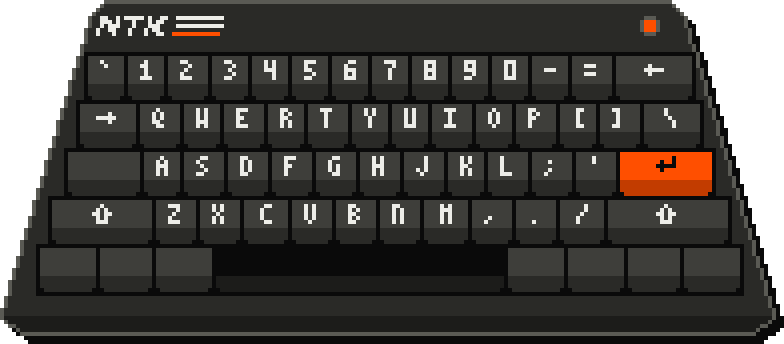 NTK
` 1 2 3 4 5 6 7 8 9 0 - = ←
→ Q W E R T Y U I O P [ ] \
A S D F G H J K L ; ' ↵
⇧ Z X C V B N M , . / ⇧